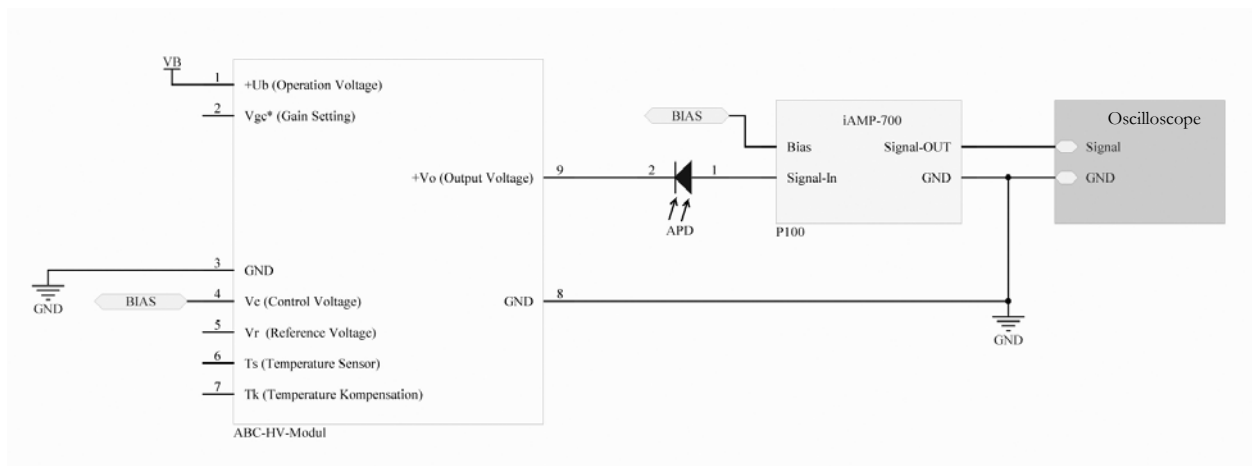 VB
1 +Ub (Operation Voltage)
2 Vgc* (Gain Setting)
+Vo (Output Voltage) 9
3 GND
GND
BIAS 4 Vc (Control Voltage)
GND 8
5 Vr (Reference Voltage)
6 Ts (Temperature Sensor)
7 Tk (Temperature Kompensation)
ABC-HV-Modul
2 1
APD
BIAS
iAMP-700
Bias Signal-OUT
Signal-In GND
P100
Oscilloscope
Signal
GND
GND